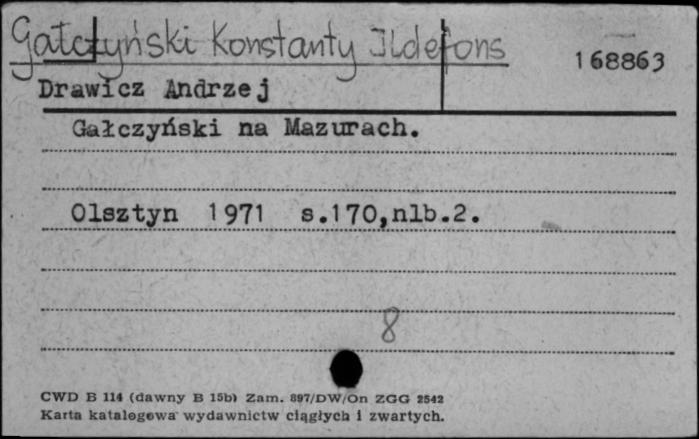 Gałczyński Konstanty Ildefons
168863
Drawicz Andrzej
Gałczyński na Mazurach.
Olsztyn 1971 s.170,nlb.2.
8
CWD B 114 (dawny B 15b) Zam. 897/DW/On ZGG 2542
Karta katalogowa wydawnictw ciągłych i zwartych.